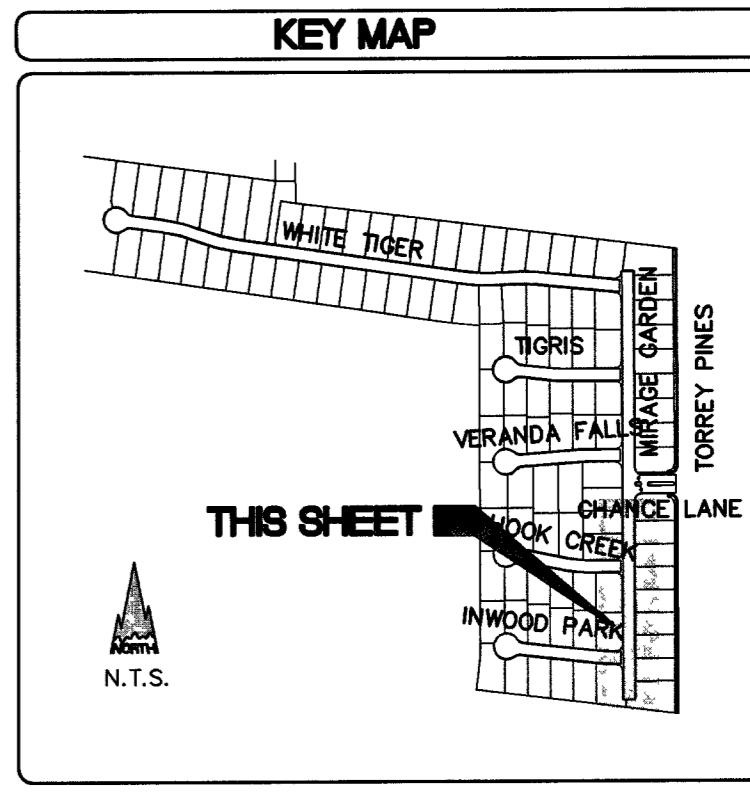 KEY MAP
WHITE TIGER
MIRAGE GARDEN
TORREY PINES
TIGRIS
VERANDA FALLS
CHANCE LANE
THIS SHEET
HOOK CREEK
INWOOD PARK
NORTH
N.T.S.